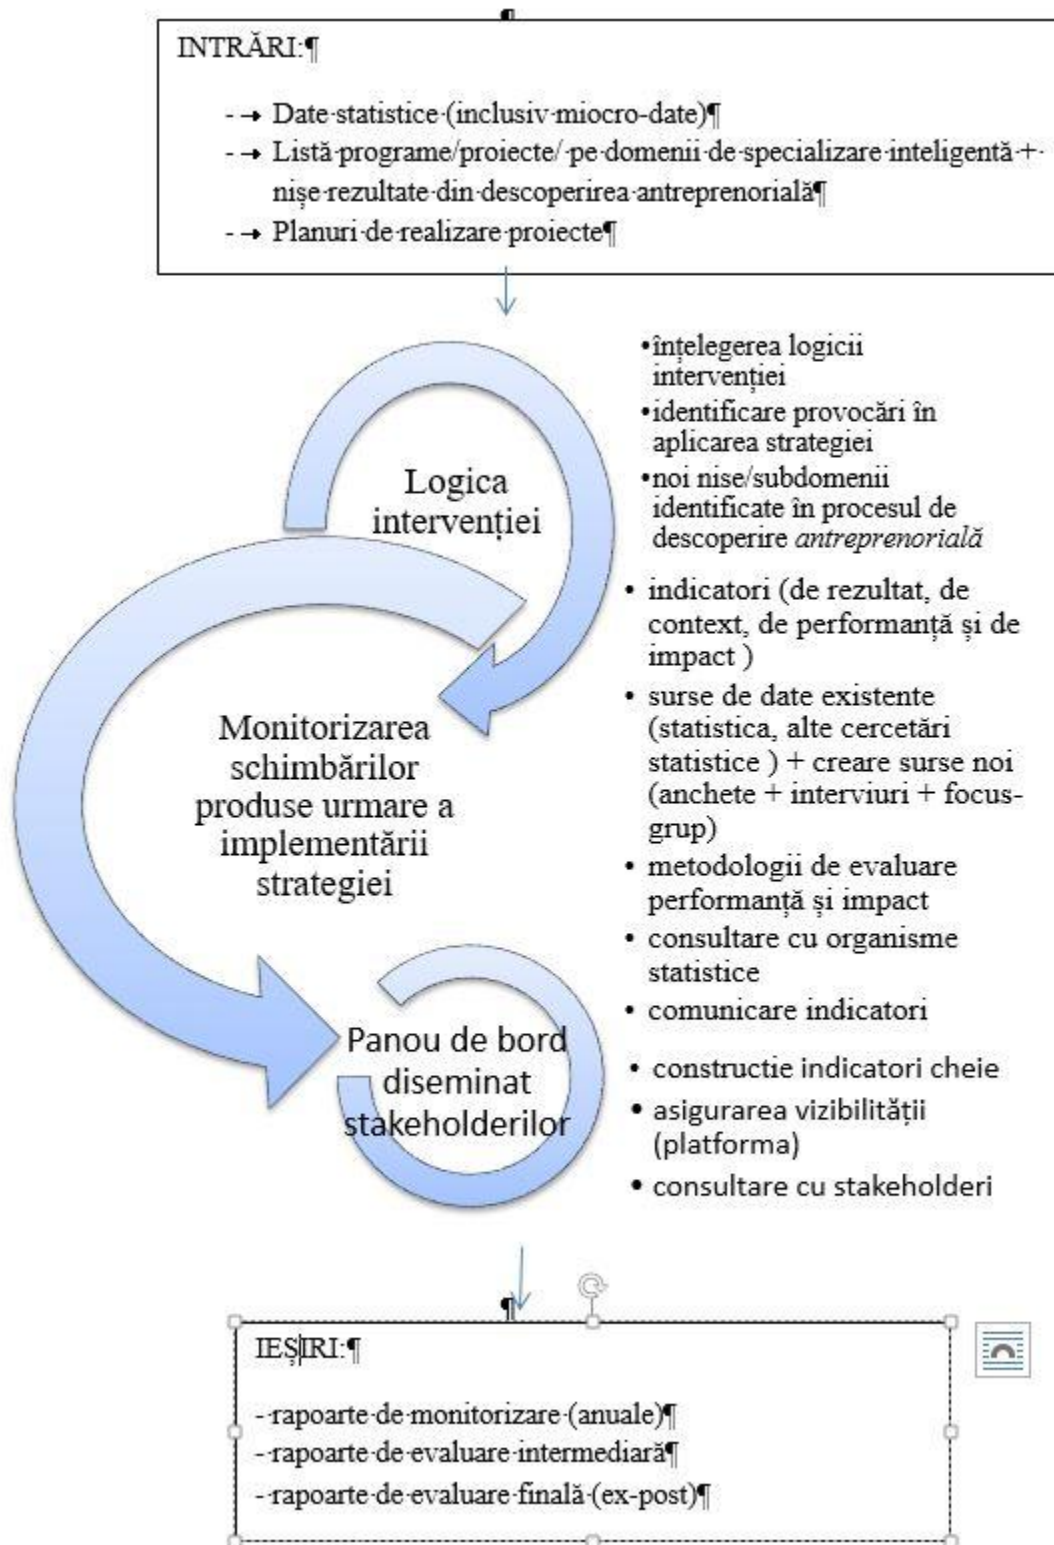 INTRĂRI:¶
- → Date·statistice·(inclusiv·miocro-date)¶
- → Listă·programe/proiecte/·pe·domenii·de·specializare·inteligentă·+·
nișe·rezultate·din·descoperirea·antreprenorială¶
- → Planuri·de·realizare·proiecte¶
Logica
intervenției
•înțelegerea logicii
intervenției
•identificare provocări în
aplicarea strategiei
•noi nise/subdomenii
identificate în procesul de
descoperire antreprenorială
Monitorizarea
schimbărilor
produse urmare a
implementării
strategiei
• indicatori (de rezultat, de
context, de performanță și de
impact )
• surse de date existente
(statistica, alte cercetări
statistice ) + creare surse noi
(anchete + interviuri + focus-
grup)
• metodologii de evaluare
performanță și impact
• consultare cu organisme
statistice
• comunicare indicatori
Panou de bord
diseminat
stakeholderilor
• constructie indicatori cheie
• asigurarea vizibilității
(platforma)
• consultare cu stakeholderi
¶
IEȘIRI:¶
-·rapoarte·de·monitorizare·(anuale)¶
-·rapoarte·de·evaluare·intermediară¶
-·rapoarte·de·evaluare·finală·(ex-post)¶